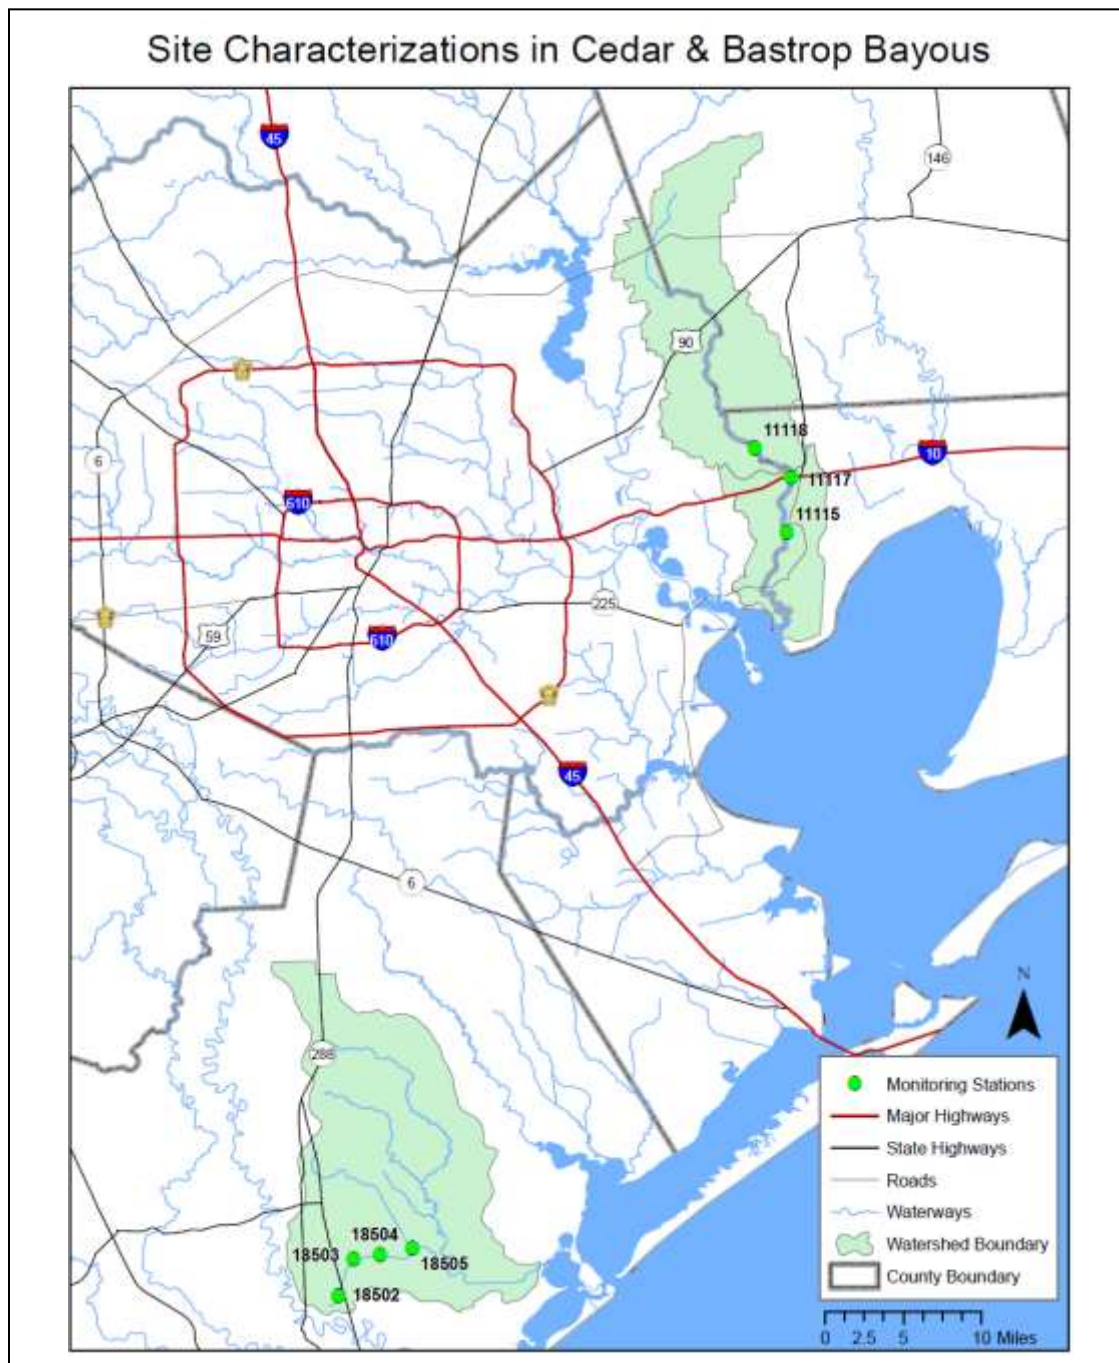 Site Characterizations in Cedar & Bastrop Bayous
45
146
90
11118
6
10
11117
610
11115
225
59
610
45
6
N
288
Monitoring Stations
Major Highways
State Highways
Roads
Waterways
Watershed Boundary
County Boundary
18504
18503
18505
18502
0 2.5 5 10 Miles